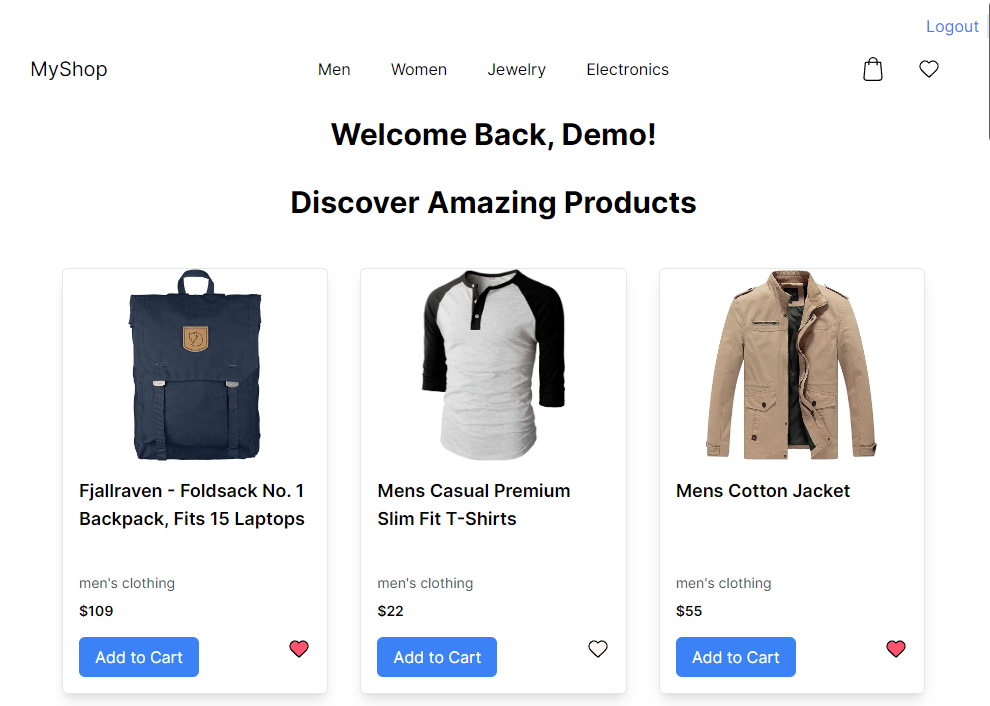 Logout
MyShop
Men
Women
Jewelry
Electronics
Welcome Back, Demo!
Discover Amazing Products
Fjallraven - Foldsack No. 1
Backpack, Fits 15 Laptops
men's clothing
$109
Add to Cart
Mens Casual Premium
Slim Fit T-Shirts
men's clothing
$22
Add to Cart
Mens Cotton Jacket
men's clothing
$55
Add to Cart